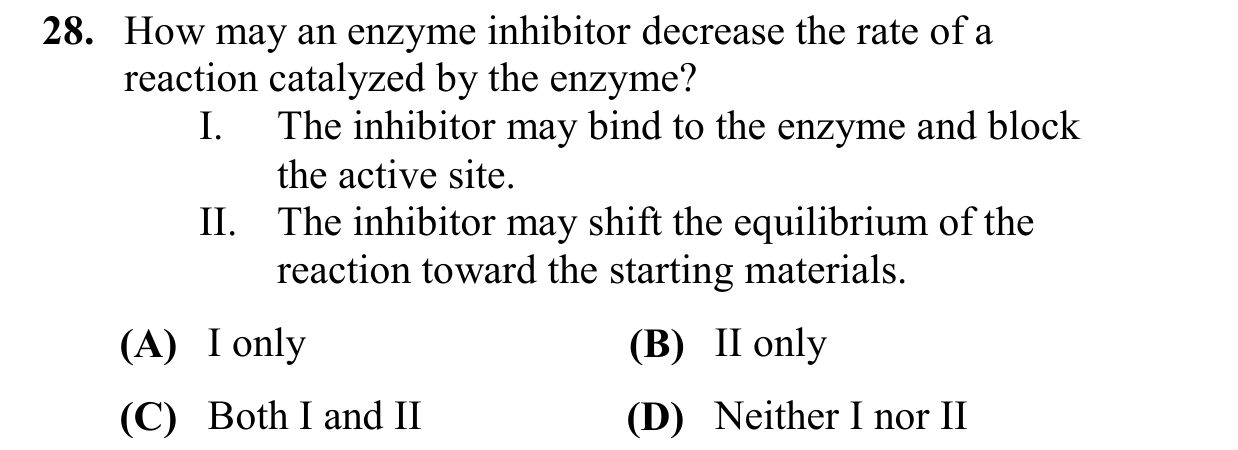 28. How may an enzyme inhibitor decrease the rate of a
reaction catalyzed by the enzyme?
I. The inhibitor may bind to the enzyme and block
the active site.
II. The inhibitor may shift the equilibrium of the
reaction toward the starting materials.
(A) I only (B) II only
(C) Both I and II (D) Neither I nor II